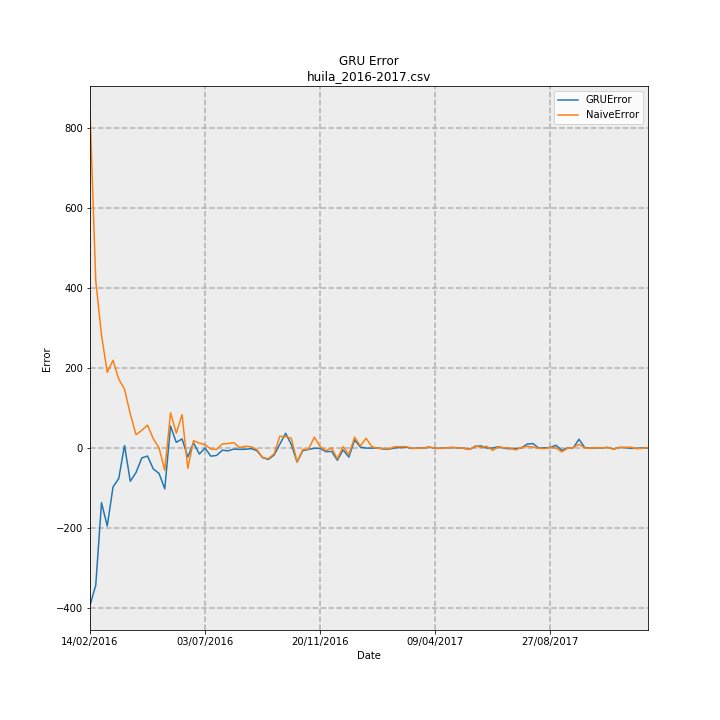 GRU Error
huila_2016-2017.csv
GRUError
NaiveError
800
600
400
200
0
−200
−400
Error
14/02/2016
03/07/2016
20/11/2016
09/04/2017
27/08/2017
Date